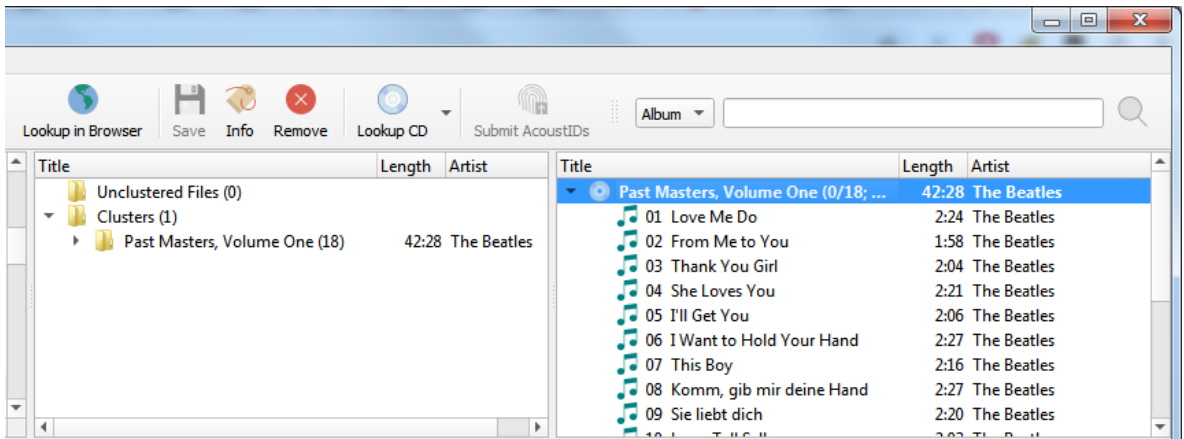 Lookup in Browser Save Info Remove Lookup CD Submit AcoustIDs Album
Title Length Artist
Unclustered Files (0)
Clusters (1)
Past Masters, Volume One (18) 42:28 The Beatles
Title Length Artist
Past Masters, Volume One (0/18; ... 42:28 The Beatles
01 Love Me Do 2:24 The Beatles
02 From Me to You 1:58 The Beatles
03 Thank You Girl 2:04 The Beatles
04 She Loves You 2:21 The Beatles
05 I'll Get You 2:06 The Beatles
06 I Want to Hold Your Hand 2:27 The Beatles
07 This Boy 2:16 The Beatles
08 Komm, gib mir deine Hand 2:27 The Beatles
09 Sie liebt dich 2:20 The Beatles